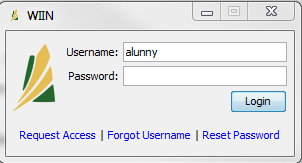 WIIN
Username: alunny
Password:
Login
Request Access | Forgot Username | Reset Password